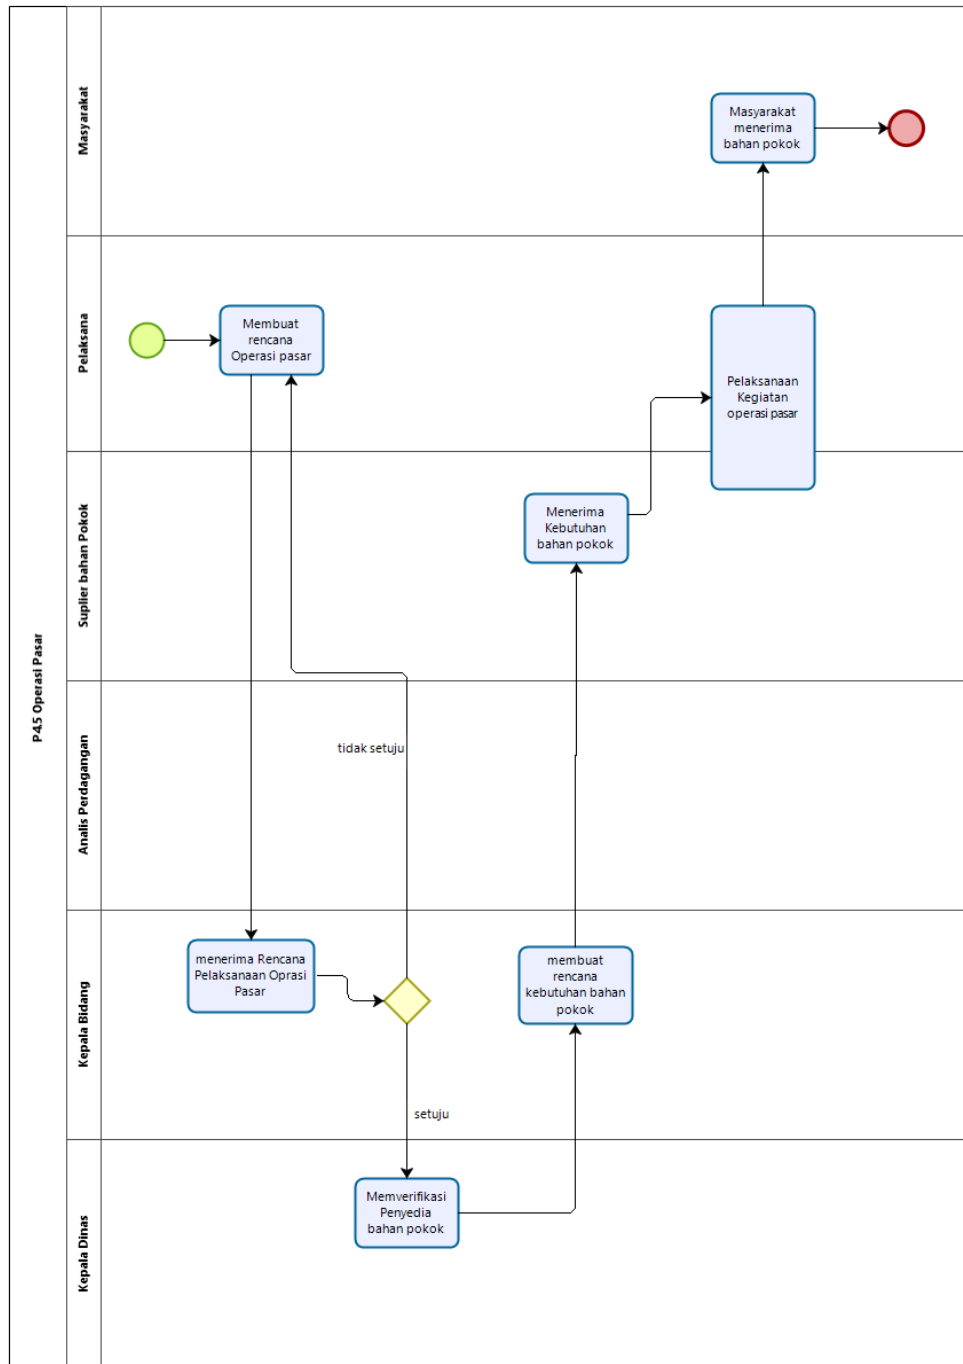 P4.5 Operasi Pasar
Masyarakat
Masyarakat
menerima
bahan pokok
Pelaksana
Membuat
rencana
Operasi pasar
Pelaksanaan
Kegiatan
operasi pasar
Suplier bahan Pokok
Menerima
Kebutuhan
bahan pokok
Analis Perdagangan
tidak setuju
Kepala Bidang
menerima Rencana
Pelaksanaan Oprasi
Pasar
membuat
rencana
kebutuhan bahan
pokok
setuju
Kepala Dinas
Memverifikasi
Penyedia
bahan pokok